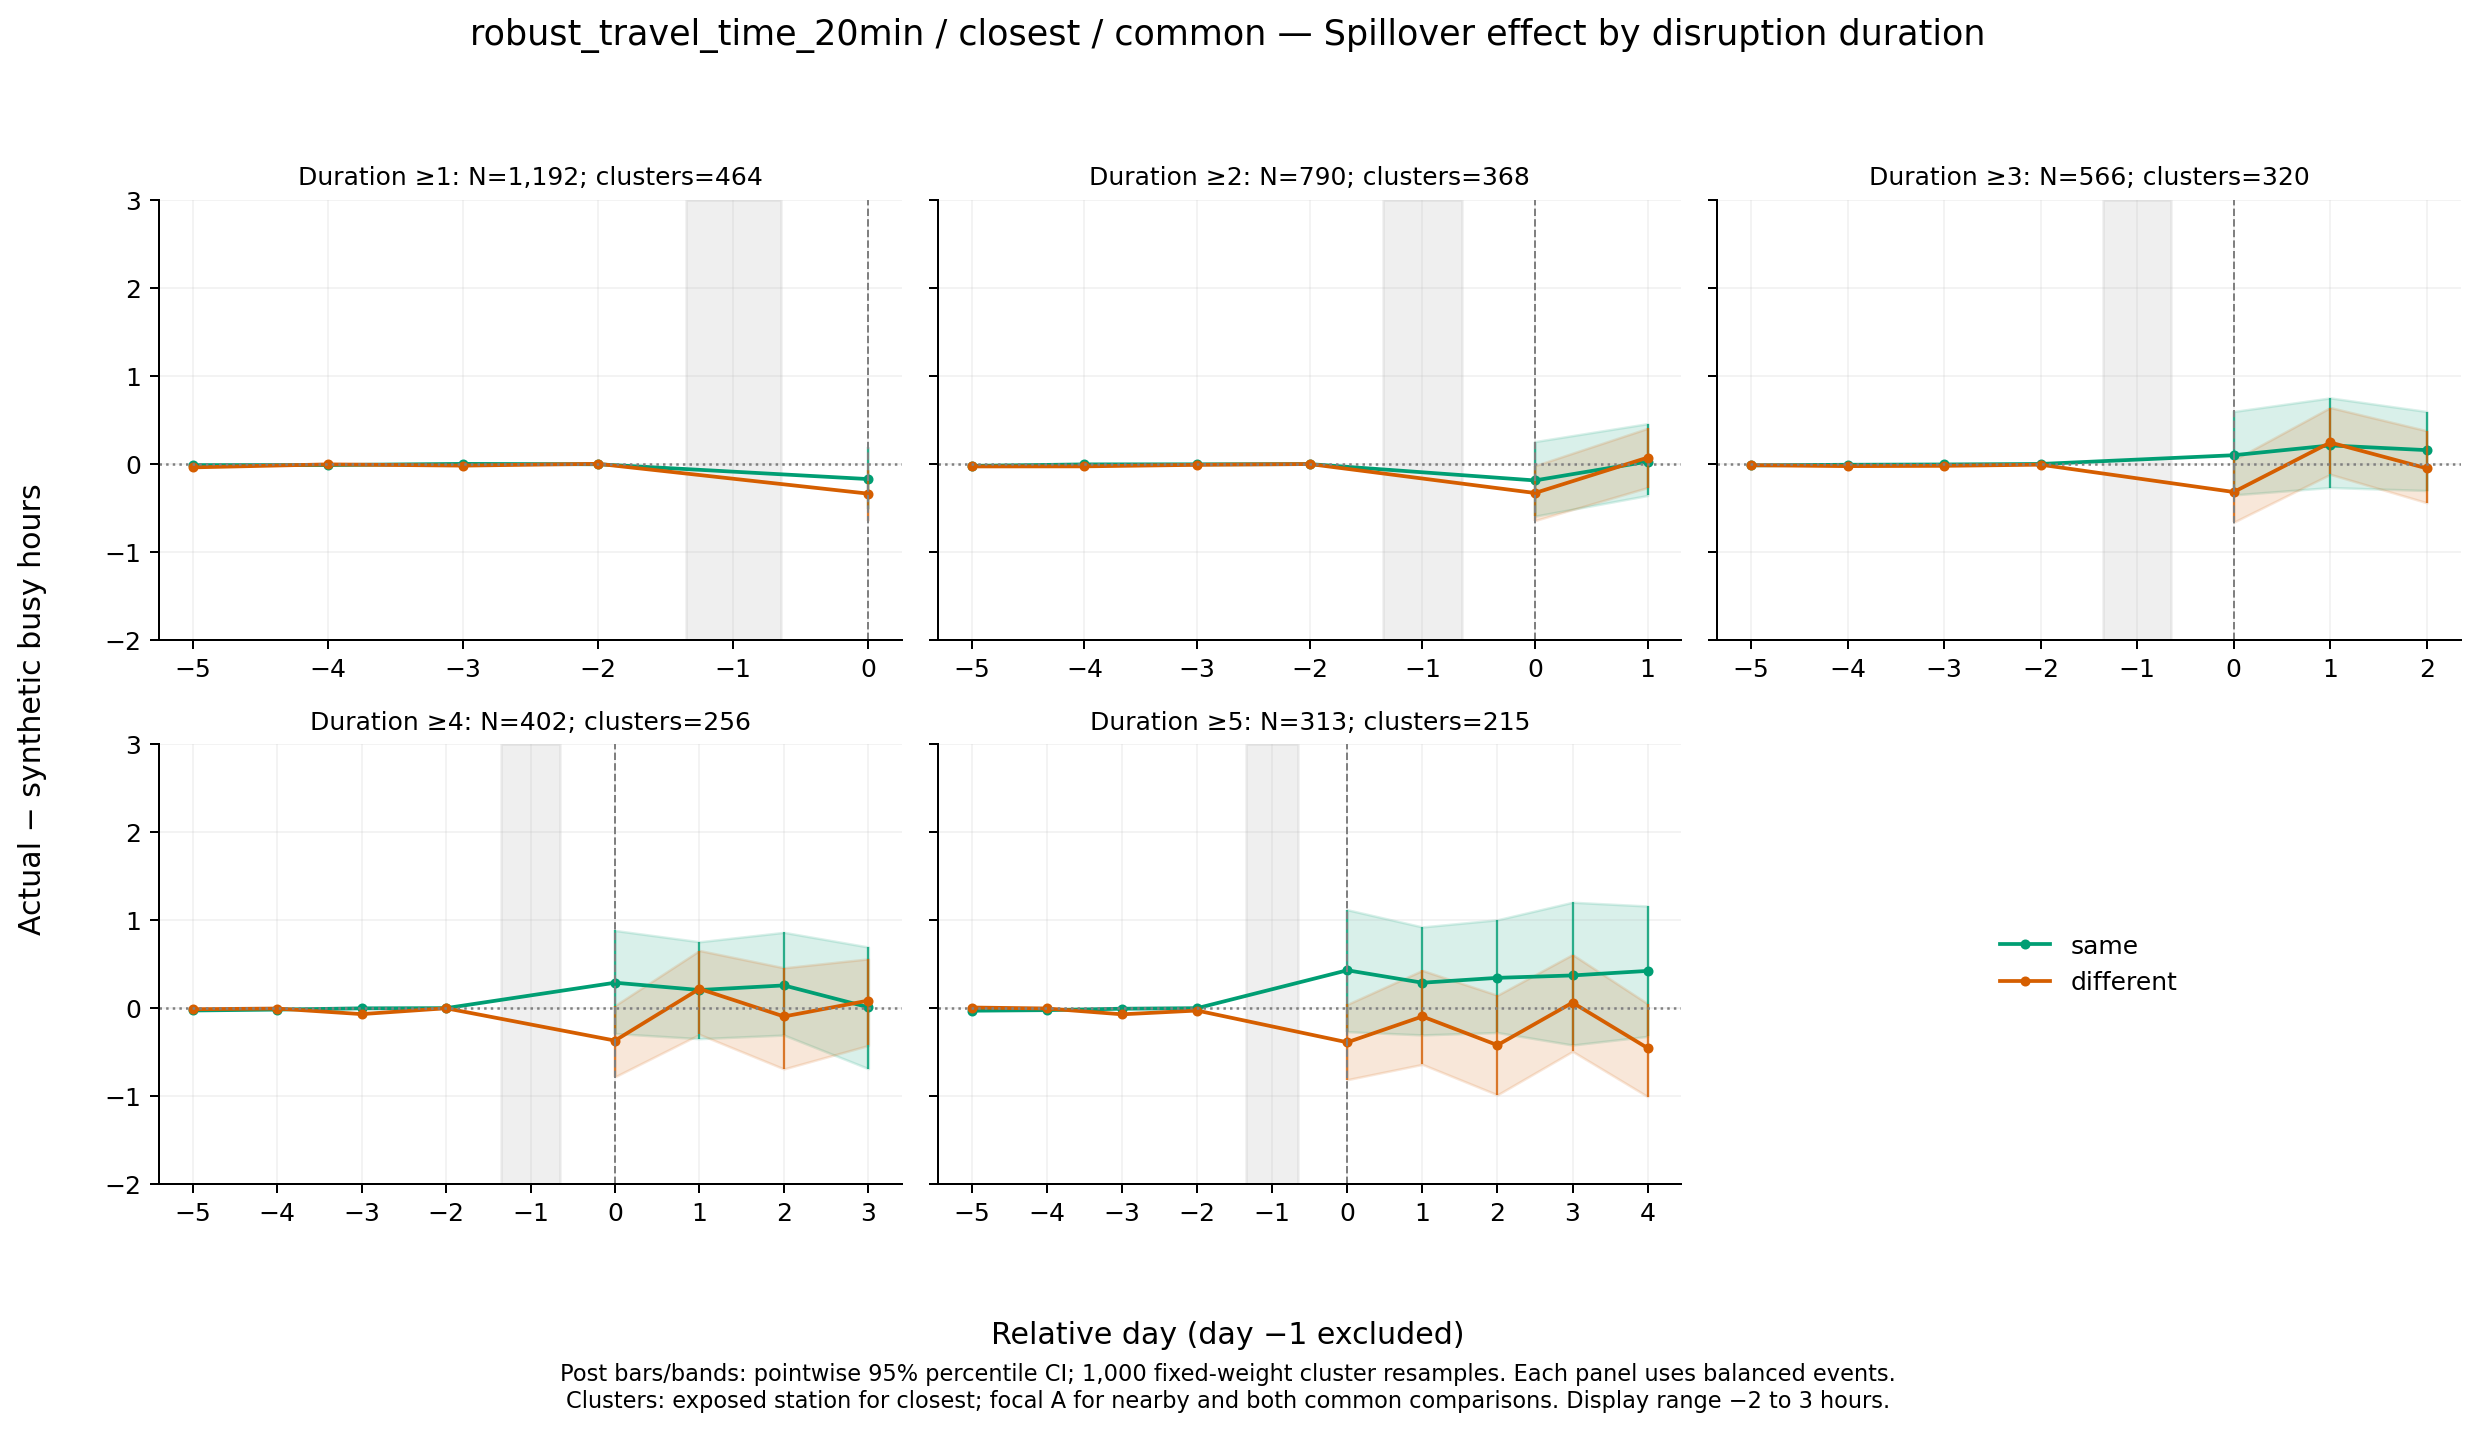 robust_travel_time_20min / closest / common — Spillover effect by disruption duration
Duration ≥1: N=1,192; clusters=464
Duration ≥2: N=790; clusters=368
Duration ≥3: N=566; clusters=320
3
2
1
0
−1
−2
−5 −4 −3 −2 −1 0
−5 −4 −3 −2 −1 0 1
−5 −4 −3 −2 −1 0 1 2
Actual − synthetic busy hours
Duration ≥4: N=402; clusters=256
Duration ≥5: N=313; clusters=215
3
2
1
0
−1
−2
−5 −4 −3 −2 −1 0 1 2 3
−5 −4 −3 −2 −1 0 1 2 3 4
same
different
Relative day (day −1 excluded)
Post bars/bands: pointwise 95% percentile CI; 1,000 fixed-weight cluster resamples. Each panel uses balanced events.
Clusters: exposed station for closest; focal A for nearby and both common comparisons. Display range −2 to 3 hours.